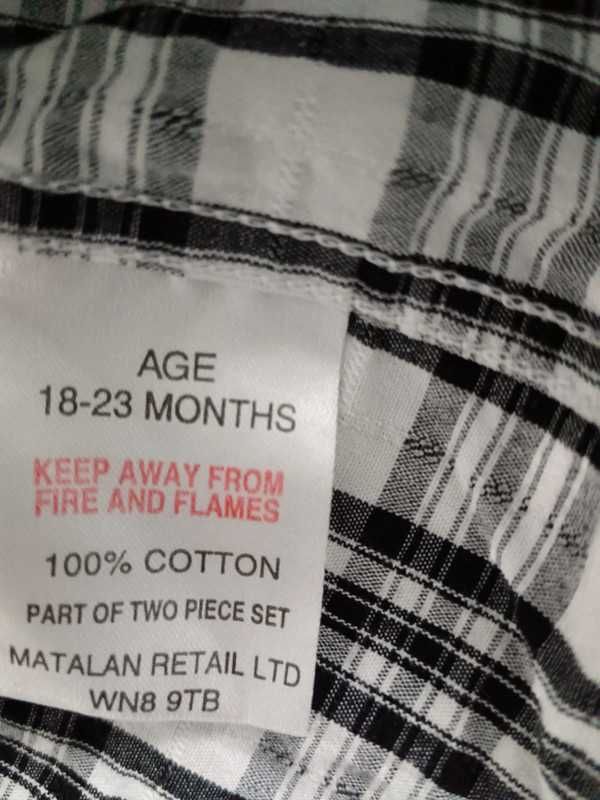 AGE
18-23 MONTHS
KEEP AWAY FROM
FIRE AND FLAMES
100% COTTON
PART OF TWO PIECE SET
MATALAN RETAIL LTD
WN8 9TB